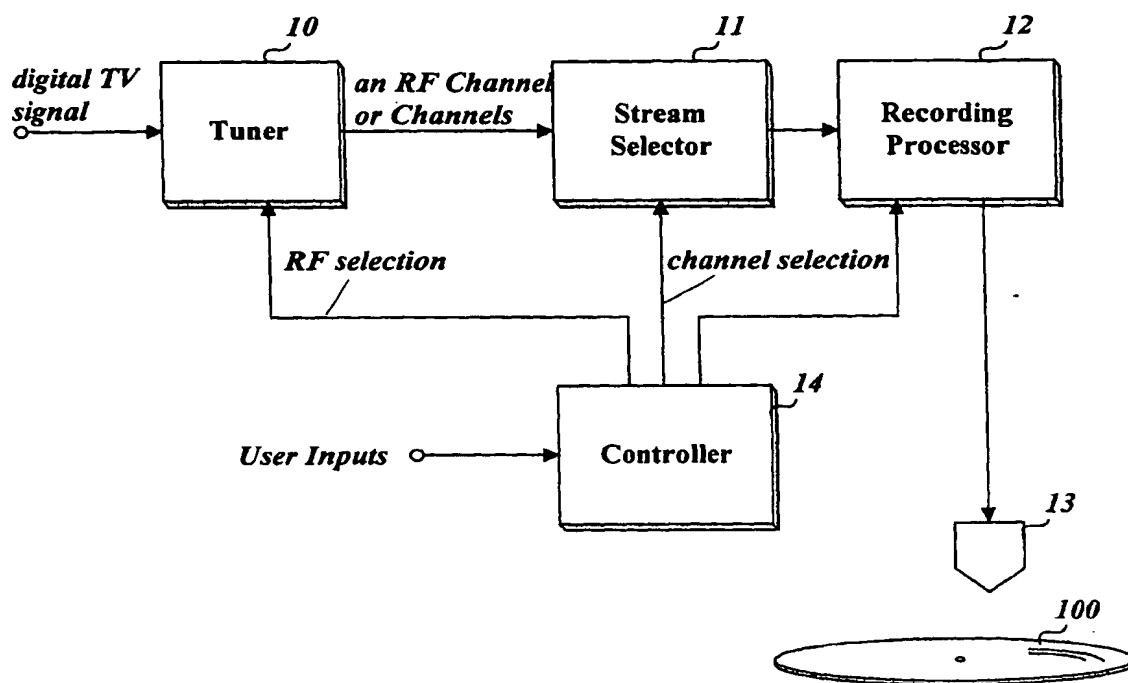 10
11
12
digital TV
signal
Tuner
an RF Channel
or Channels
Stream
Selector
Recording
Processor
RF selection
channel selection
14
User Inputs
Controller
13
100